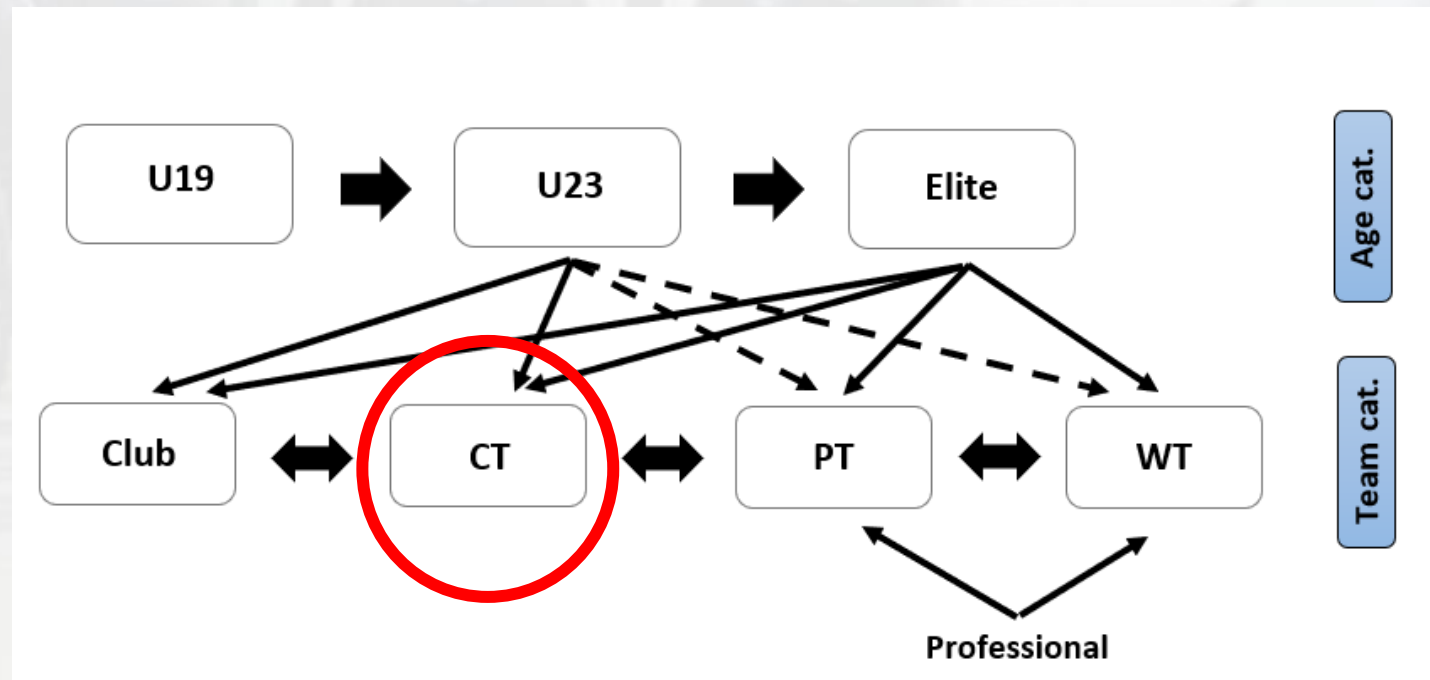 U19
U23
Elite
Age cat.
Club
CT
PT
WT
Team cat.
Professional